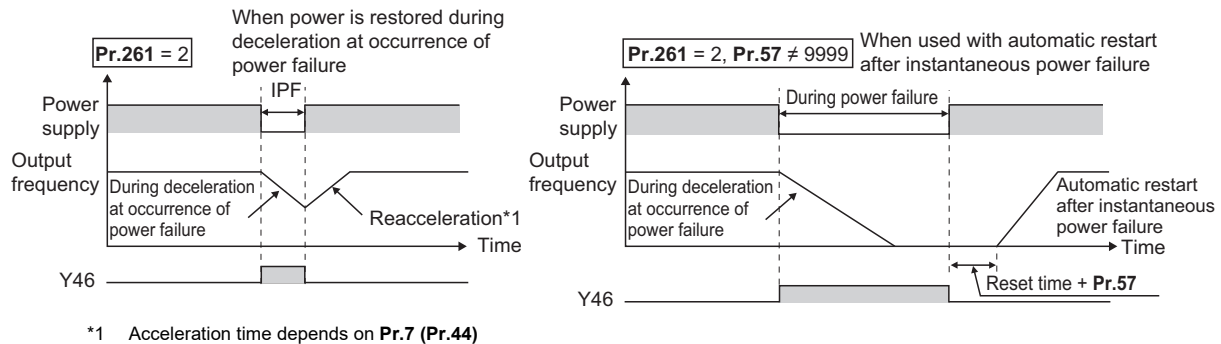 When power is restored during
deceleration at occurrence of
power failure
Pr.261 = 2
IPF
Power
supply
Output
frequency
During deceleration
at occurrence of
power failure
Reacceleration*1
Time
Y46
*1 Acceleration time depends on Pr.7 (Pr.44)
Pr.261 = 2, Pr.57 ≠ 9999
When used with automatic restart
after instantaneous power failure
During power failure
Power
supply
Output
frequency
During deceleration
at occurrence of
power failure
Automatic restart
after instantaneous
power failure
Time
Reset time + Pr.57
Y46